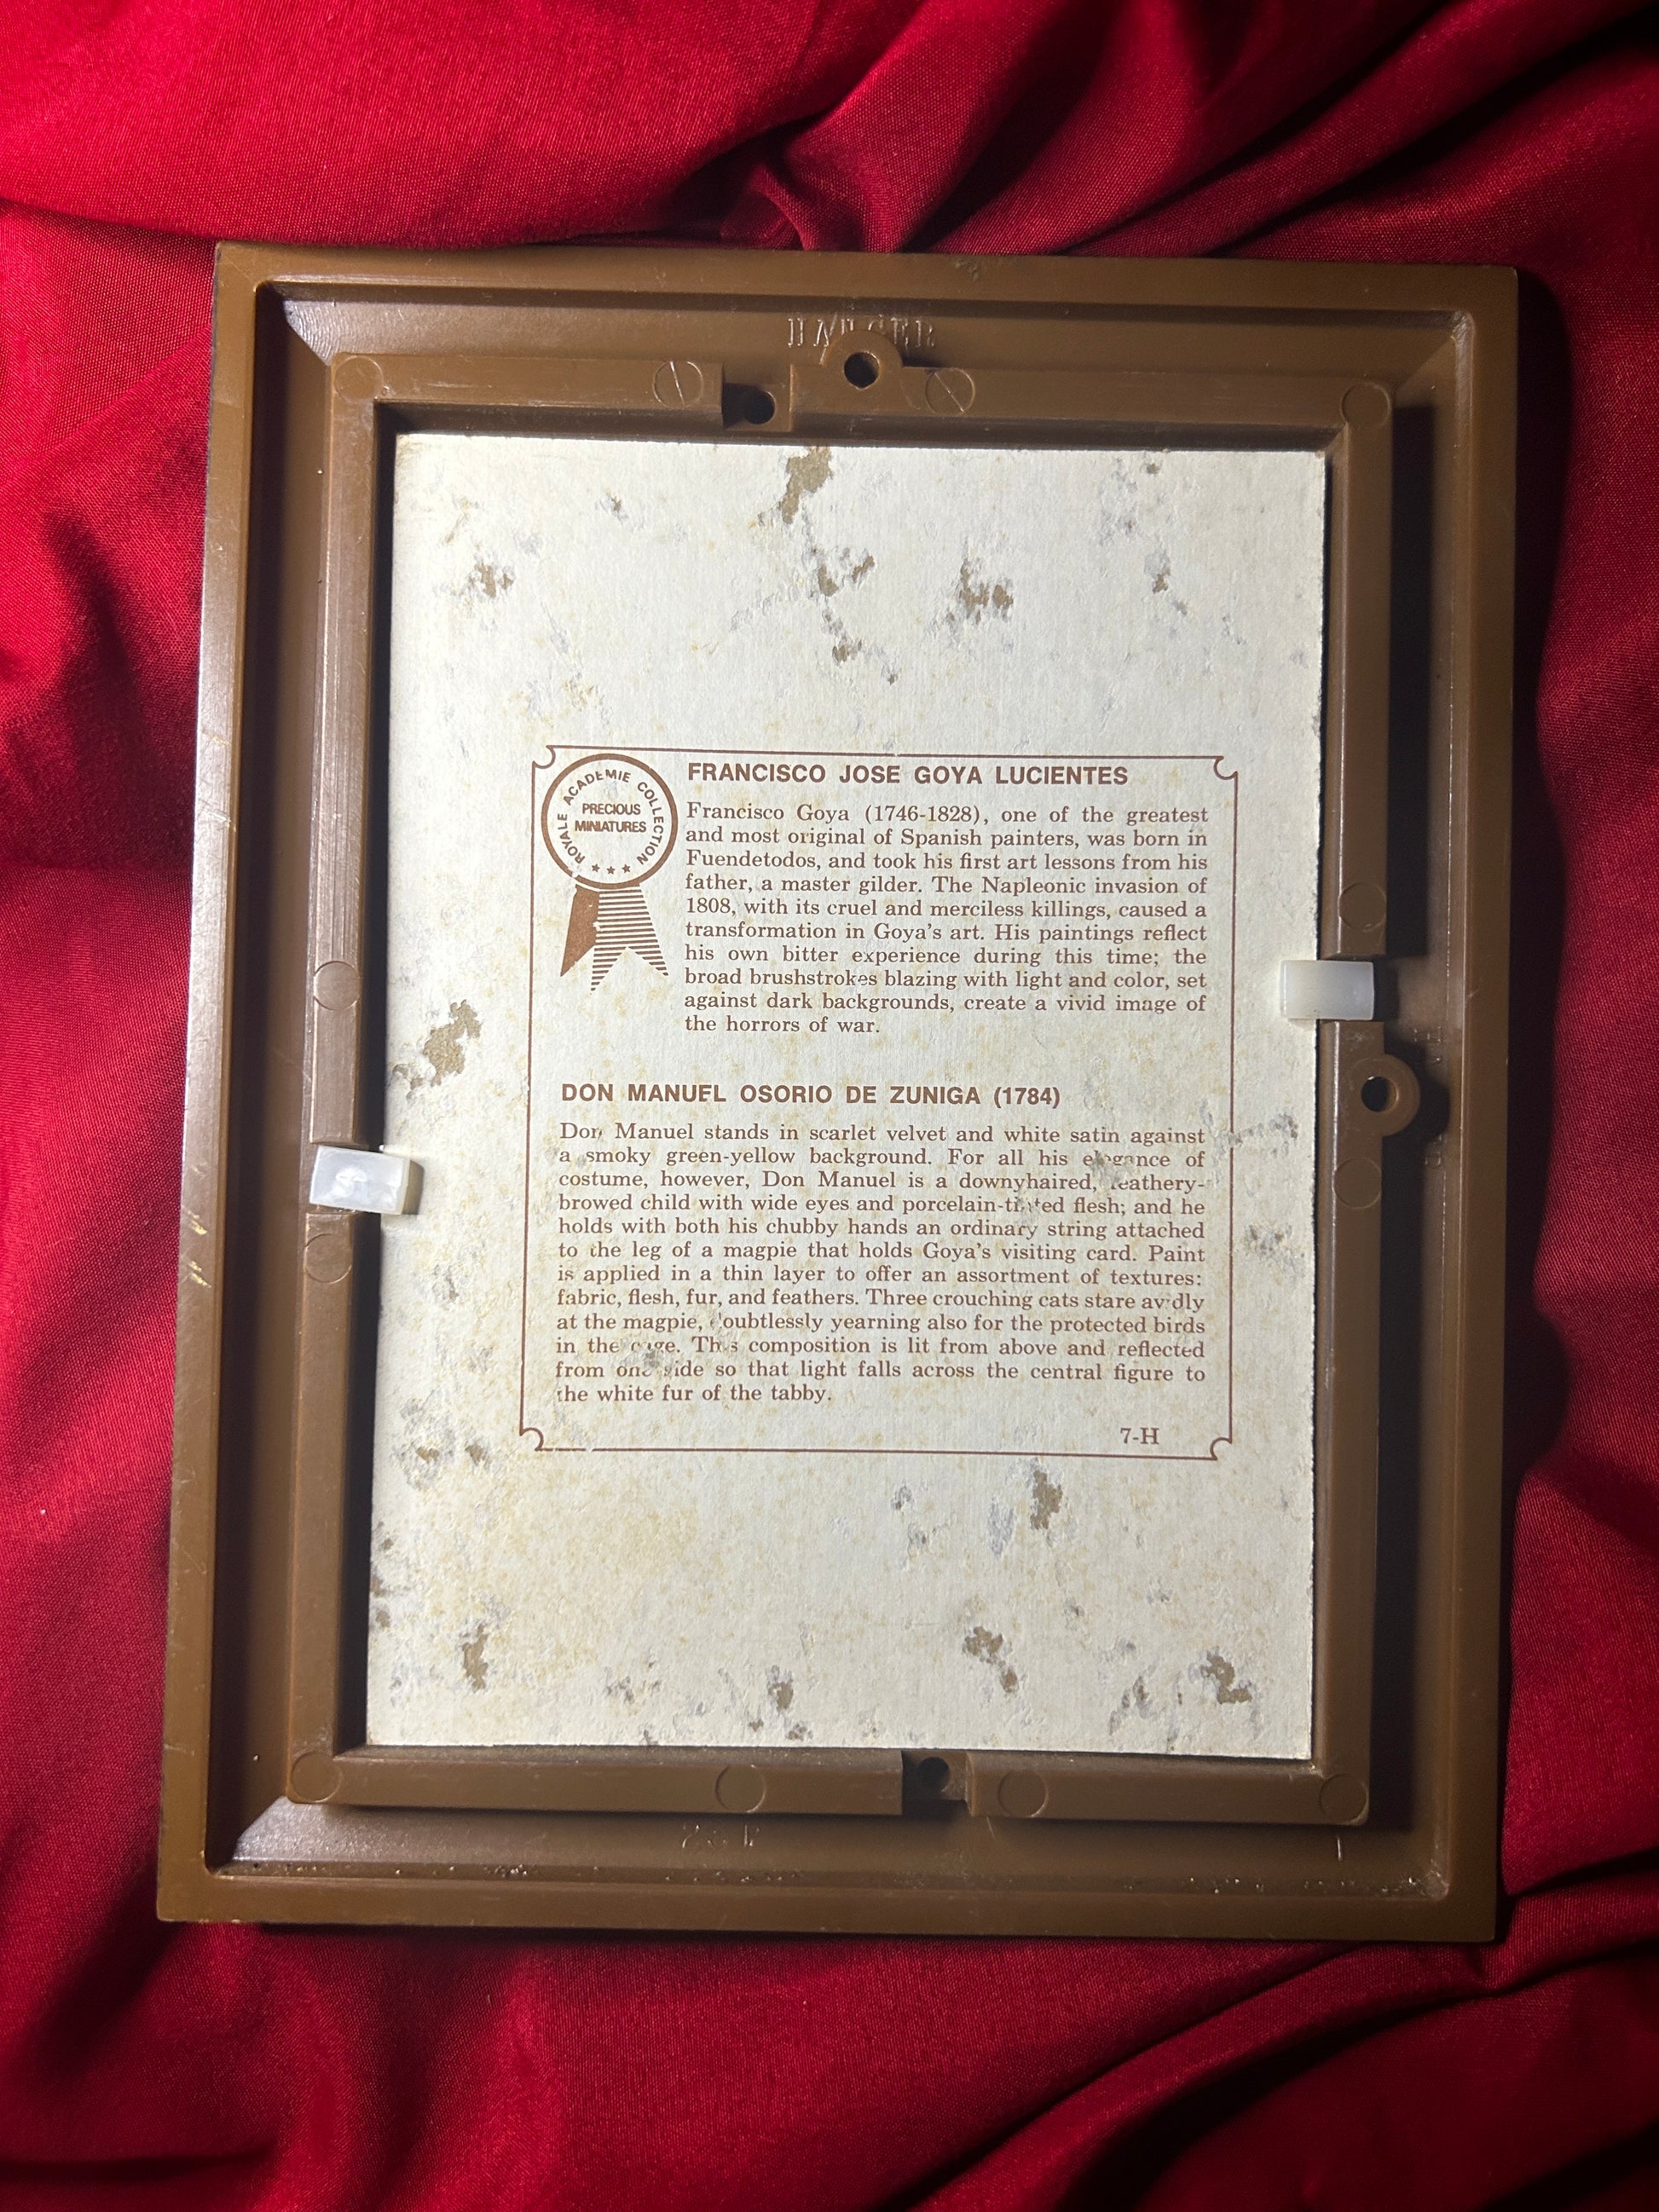 ROYALE ACADEMIE COLLECTION
PRECIOUS
MINIATURES
FRANCISCO JOSE GOYA LUCIENTES
Francisco Goya (1746-1828), one of the greatest
and most original of Spanish painters, was born in
Fuendetodos, and took his first art lessons from his
father, a master gilder. The Napleonic invasion of
1808, with its cruel and merciless killings, caused a
transformation in Goya's art. His paintings reflect
his own bitter experience during this time; the
broad brushstrokes blazing with light and color, set
against dark backgrounds, create a vivid image of
the horrors of war.
DON MANUEL OSORIO DE ZUNIGA (1784)
Don Manuel stands in scarlet velvet and white satin against
a smoky green-yellow background. For all his elegance of
costume, however, Don Manuel is a downyhaired, feathery-
browed child with wide eyes and porcelain-tinted flesh; and he
holds with both his chubby hands an ordinary string attached
to the leg of a magpie that holds Goya's visiting card. Paint
is applied in a thin layer to offer an assortment of textures:
fabric, flesh, fur, and feathers. Three crouching cats stare avidly
at the magpie, doubtlessly yearning also for the protected birds
in the cage. This composition is lit from above and reflected
from one side so that light falls across the central figure to
the white fur of the tabby.
7-H